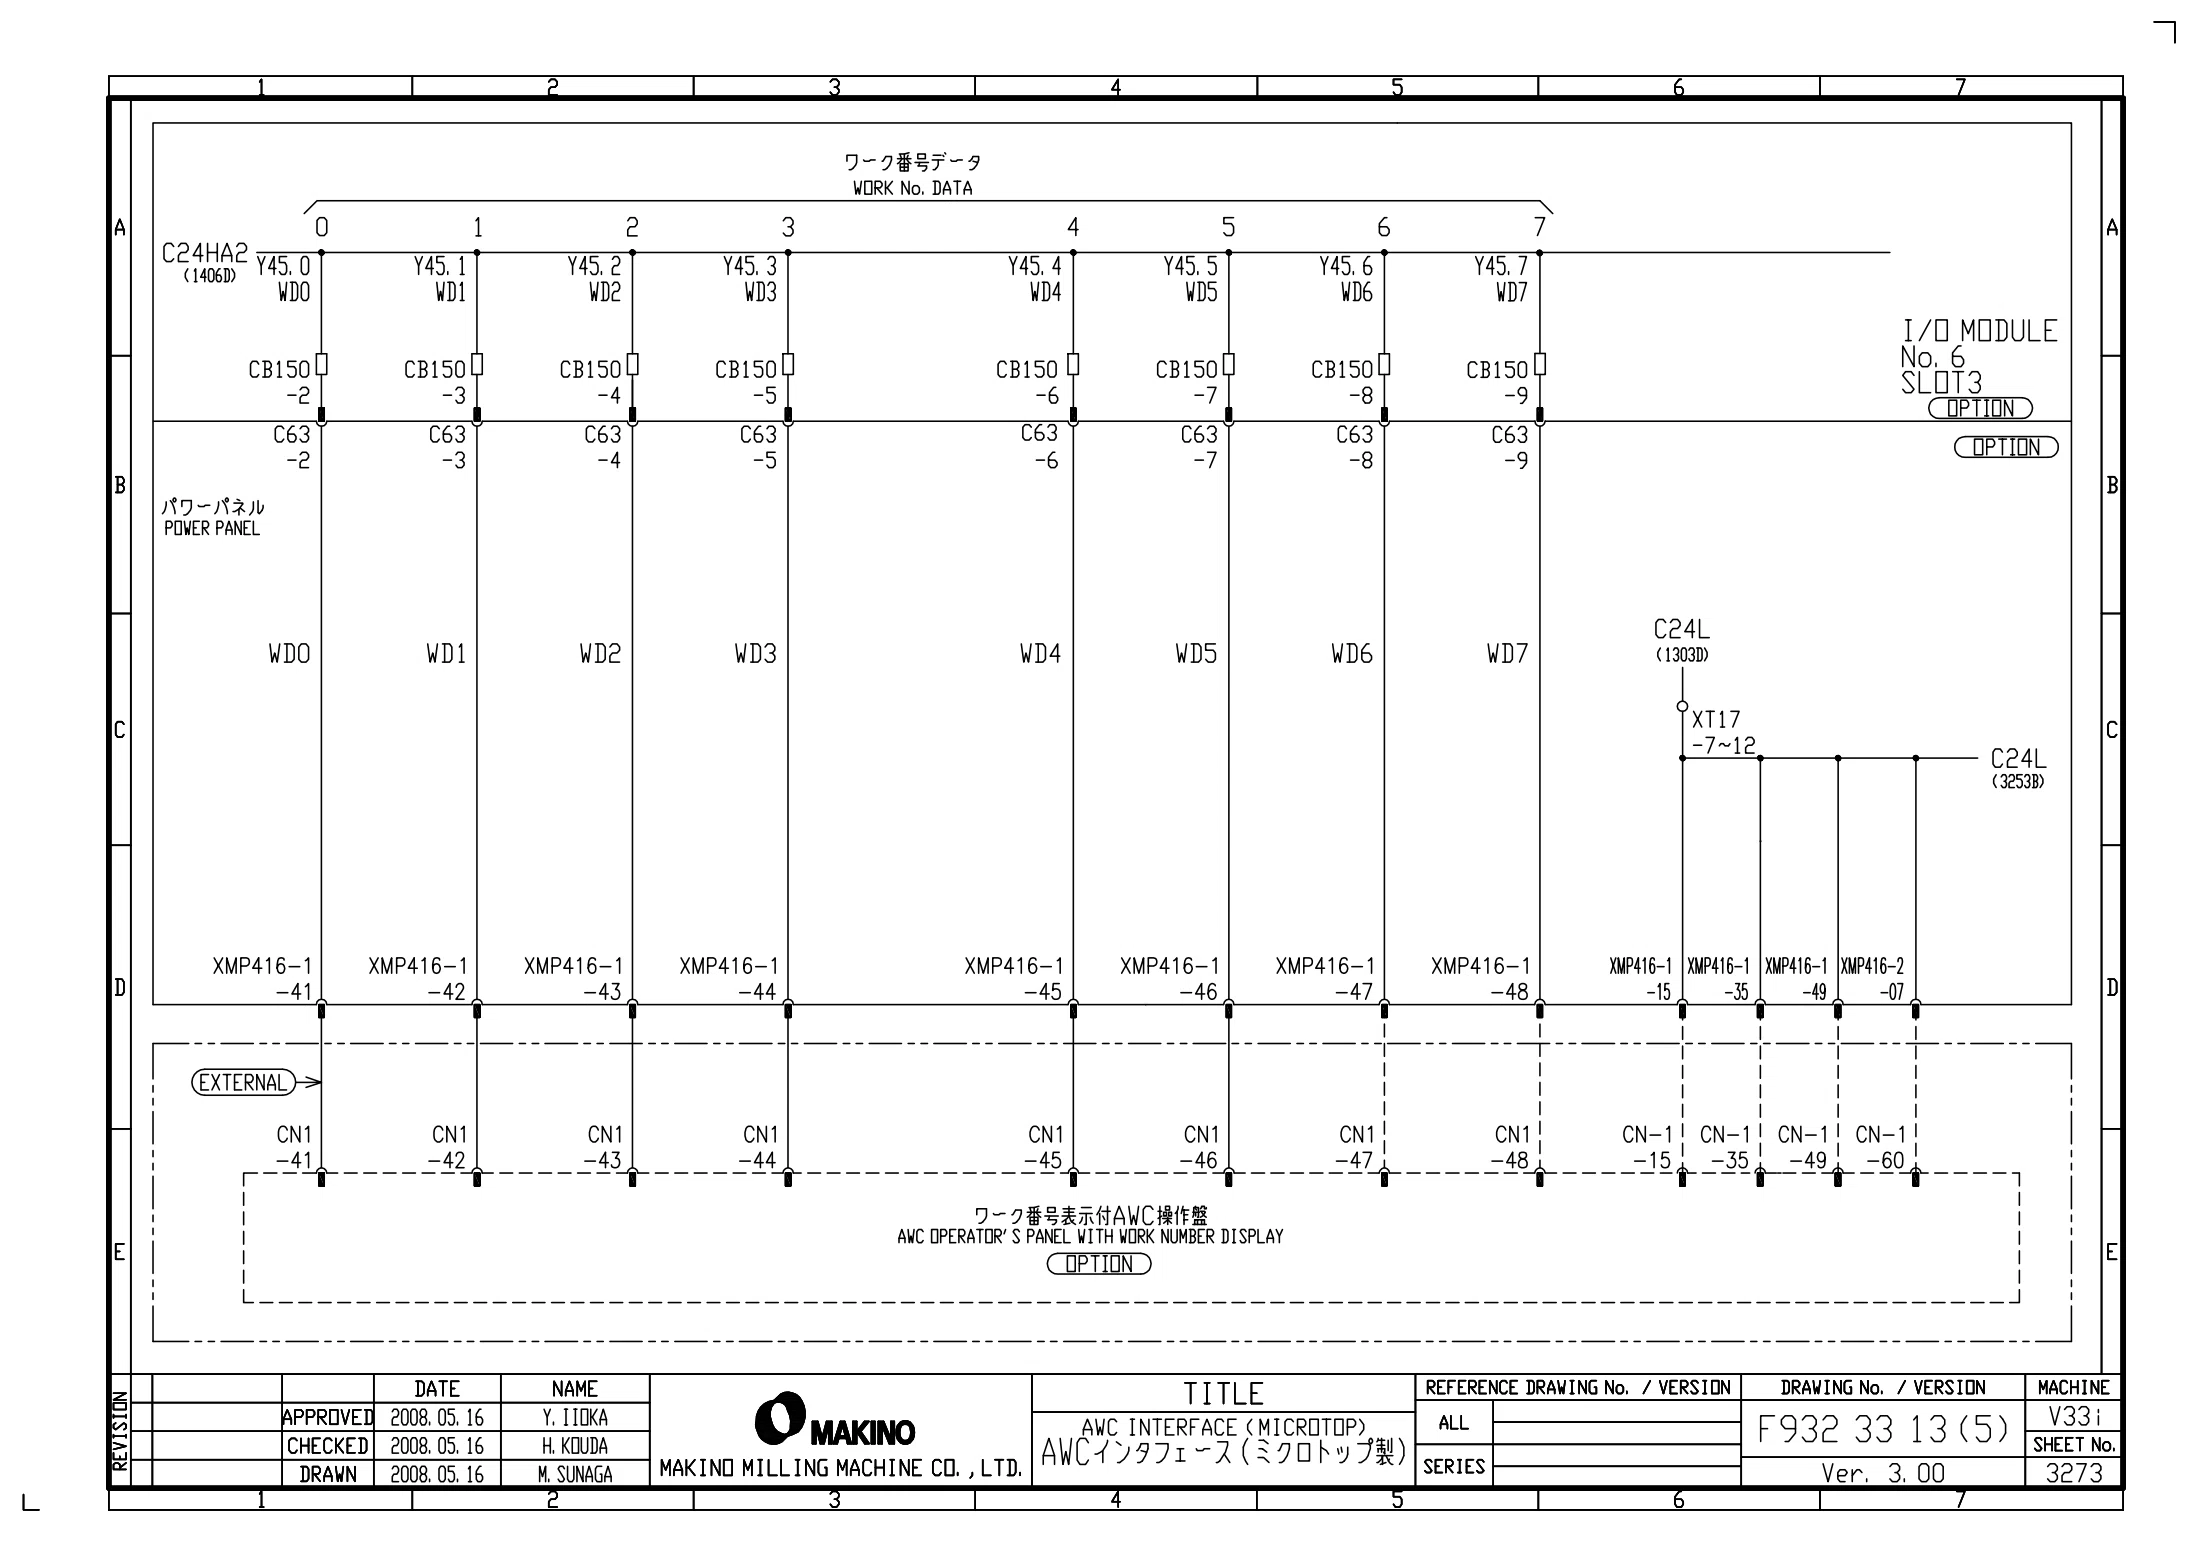 1 2 3 4 5 6 7
ワーク番号データ
WORK No. DATA
0 1 2 3 4 5 6 7
C24HA2
(1406D)
Y45.0 Y45.1 Y45.2 Y45.3 Y45.4 Y45.5 Y45.6 Y45.7
WD0 WD1 WD2 WD3 WD4 WD5 WD6 WD7
A A
I/O MODULE
No. 6
SLOT3
OPTION
CB150 CB150 CB150 CB150 CB150 CB150 CB150 CB150
-2 -3 -4 -5 -6 -7 -8 -9
C63 C63 C63 C63 C63 C63 C63 C63
-2 -3 -4 -5 -6 -7 -8 -9
OPTION
B B
パワーパネル
POWER PANEL
WD0 WD1 WD2 WD3 WD4 WD5 WD6 WD7
C24L
(1303D)
XT17
-7~12
C24L
(3253B)
C C
XMP416-1 XMP416-1 XMP416-1 XMP416-1 XMP416-1 XMP416-1 XMP416-1 XMP416-1 XMP416-1 XMP416-1 XMP416-1 XMP416-2
-41 -42 -43 -44 -45 -46 -47 -48 -15 -35 -49 -07
D D
EXTERNAL
CN1 CN1 CN1 CN1 CN1 CN1 CN1 CN1 CN-1 CN-1 CN-1 CN-1
-41 -42 -43 -44 -45 -46 -47 -48 -15 -35 -49 -60
ワーク番号表示付AWC操作盤
AWC OPERATOR'S PANEL WITH WORK NUMBER DISPLAY
OPTION
E E
REVISION
DATE NAME
APPROVED 2008.05.16 Y. IIOKA
CHECKED 2008.05.16 H. KOUDA
DRAWN 2008.05.16 M. SUNAGA
MAKINO
MAKINO MILLING MACHINE CO.,LTD.
TITLE
AWC INTERFACE (MICROTOP)
AWCインタフェース(ミクロトップ製)
REFERENCE DRAWING No. / VERSION
ALL
SERIES
DRAWING No. / VERSION
F932 33 13(5)
Ver. 3.00
MACHINE
V33i
SHEET No.
3273
1 2 3 4 5 6 7